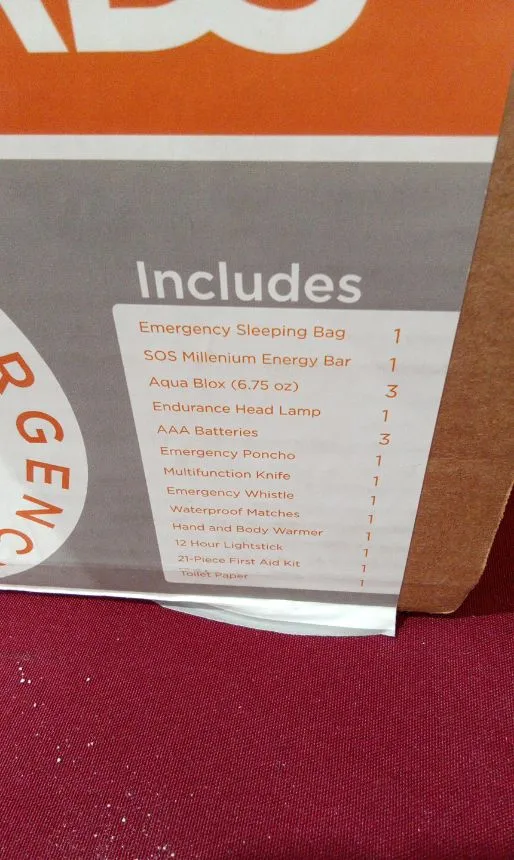 Includes
Emergency Sleeping Bag 1
SOS Millenium Energy Bar 1
Aqua Blox (6.75 oz) 3
Endurance Head Lamp 1
AAA Batteries 3
Emergency Poncho 1
Multifunction Knife 1
Emergency Whistle 1
Waterproof Matches 1
Hand and Body Warmer 1
12 Hour Lightstick 1
21-Piece First Aid Kit 1
Toilet Paper 1
RGENC